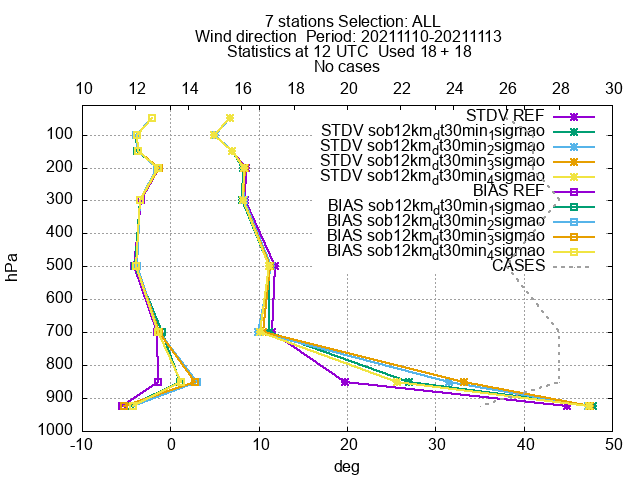 7 stations Selection: ALL
Wind direction  Period: 20211110-20211113
Statistics at 12 UTC  Used 18 + 18
No cases
10 12 14 16 18 20 22 24 26 28 30
STDV REF
STDV sob12km_dt30min_1sigmao
STDV sob12km_dt30min_2sigmao
STDV sob12km_dt30min_3sigmao
STDV sob12km_dt30min_4sigmao
BIAS REF
BIAS sob12km_dt30min_1sigmao
BIAS sob12km_dt30min_2sigmao
BIAS sob12km_dt30min_3sigmao
BIAS sob12km_dt30min_4sigmao
CASES
100
200
300
400
500
600
700
800
900
1000
hPa
-10 0 10 20 30 40 50
deg